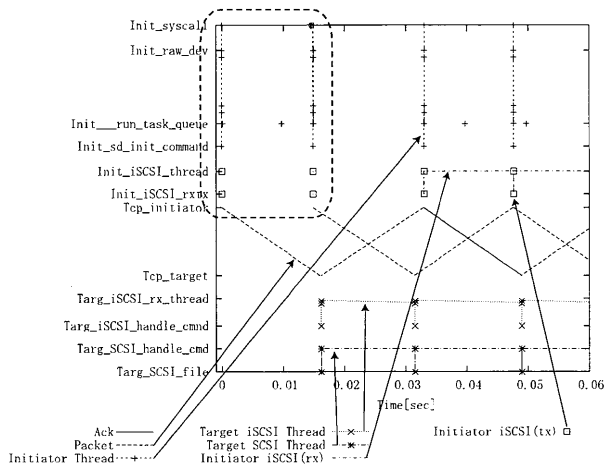 Init_syscall
Init_raw_dev
Init___run_task_queue
Init_sd_init_command
Init_iSCSI_thread
Init_iSCSI_rxtx
Tcp_initiator
Tcp_target
Targ_iSCSI_rx_thread
Targ_iSCSI_handle_cmnd
Targ_SCSI_handle_cmd
Targ_SCSI_file
0 0.01 0.02 0.03 0.04 0.05 0.06
Time[sec]
Ack
Packet
Initiator Thread
Target iSCSI Thread
Target SCSI Thread
Initiator iSCSI(rx)
Initiator iSCSI(tx)